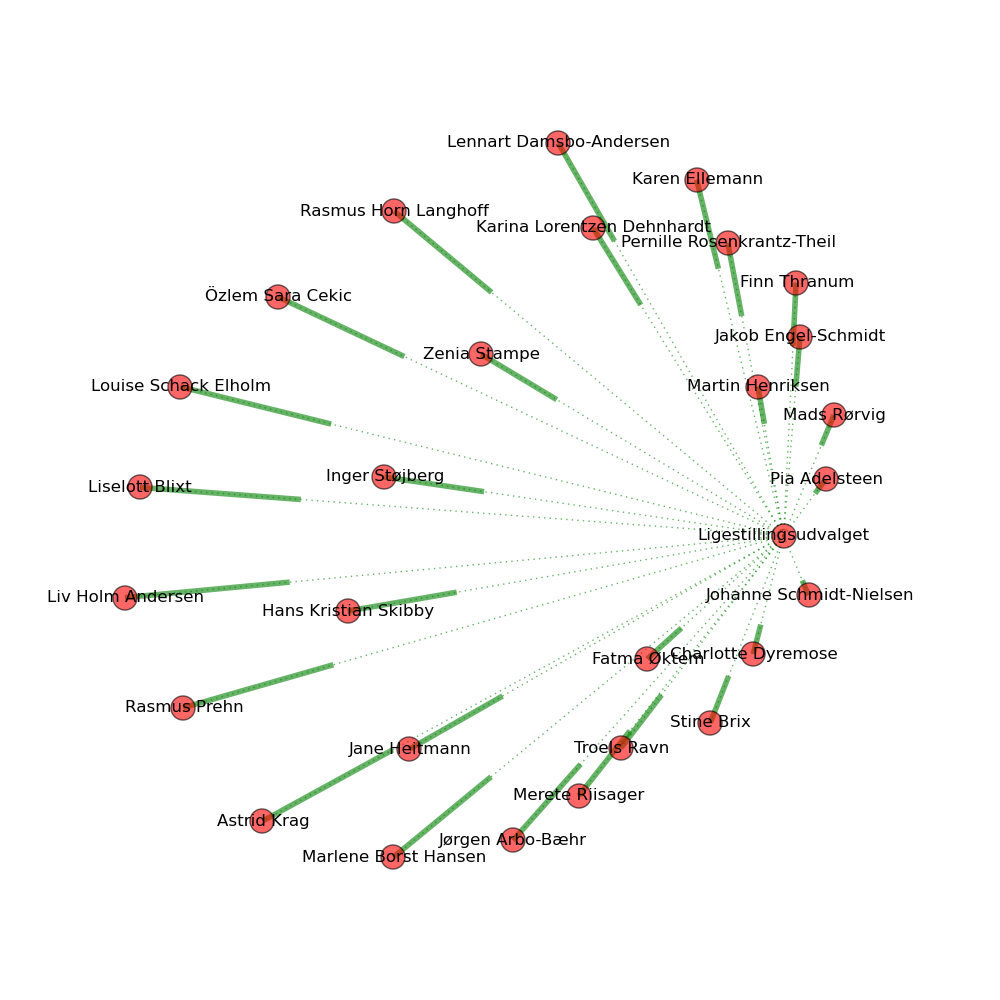 Lennart Damsbo-Andersen
Karen Ellemann
Rasmus Horn Langhoff
Karina Lorentzen Dehnhardt
Pernille Rosenkrantz-Theil
Finn Thranum
Özlem Sara Cekic
Jakob Engel-Schmidt
Zenia Stampe
Louise Schack Elholm
Martin Henriksen
Mads Rørvig
Inger Støjberg
Pia Adelsteen
Liselott Blixt
Ligestillingsudvalget
Johanne Schmidt-Nielsen
Liv Holm Andersen
Hans Kristian Skibby
Charlotte Dyremose
Fatma Øktem
Rasmus Prehn
Stine Brix
Troels Ravn
Jane Heitmann
Merete Riisager
Astrid Krag
Jørgen Arbo-Bæhr
Marlene Borst Hansen